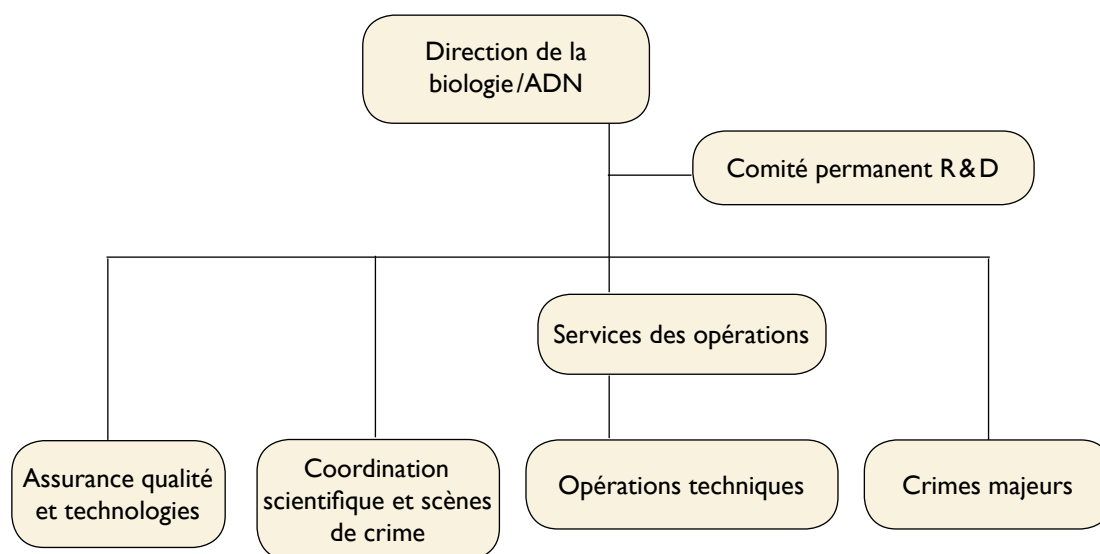 Direction de la
biologie/ADN
Comité permanent R & D
Services des opérations
Assurance qualité
et technologies
Coordination
scientifique et scènes
de crime
Opérations techniques
Crimes majeurs